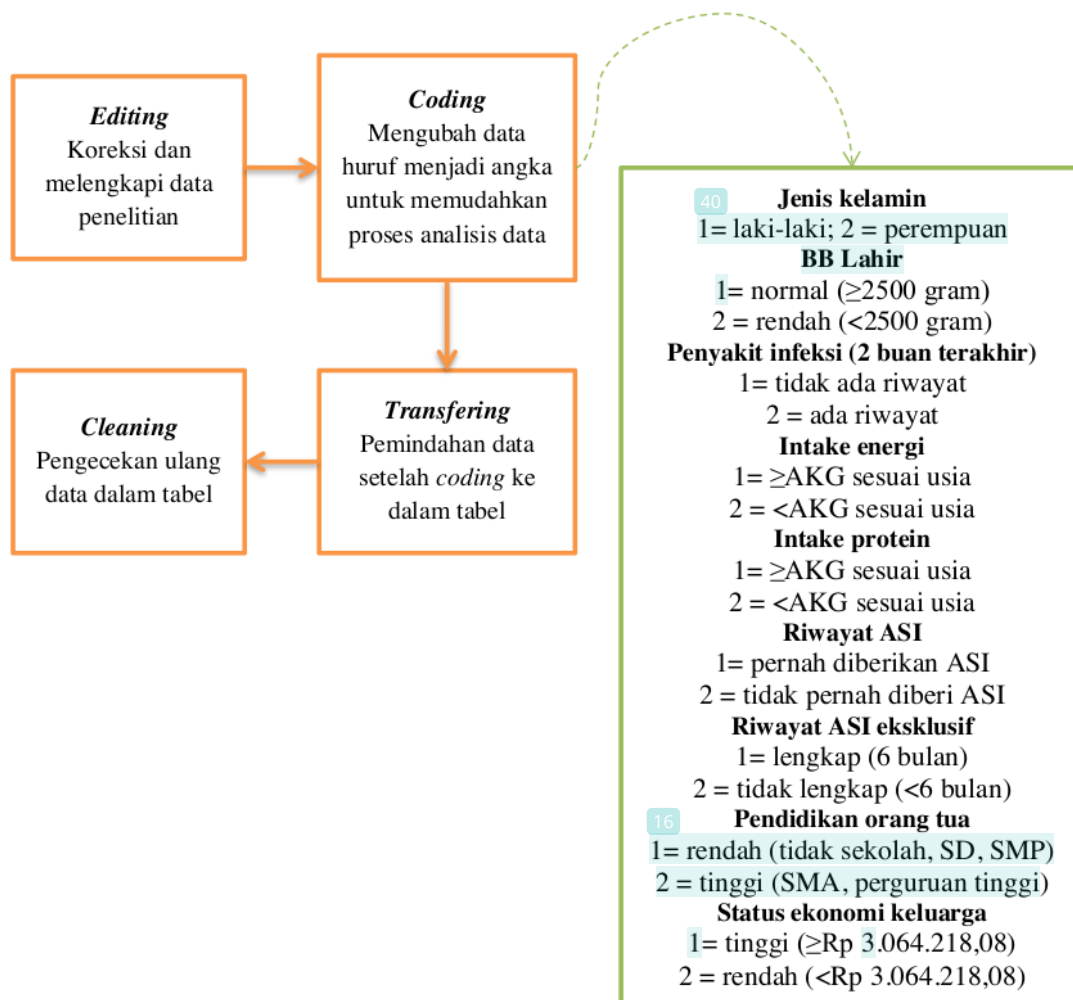 Editing
Koreksi dan
melengkapi data
penelitian
Coding
Mengubah data
huruf menjadi angka
untuk memudahkan
proses analisis data
Transfering
Pemindahan data
setelah coding ke
dalam tabel
Cleaning
Pengecekan ulang
data dalam tabel
40
Jenis kelamin
1= laki-laki; 2 = perempuan
BB Lahir
1= normal (≥2500 gram)
2 = rendah (<2500 gram)
Penyakit infeksi (2 buan terakhir)
1= tidak ada riwayat
2 = ada riwayat
Intake energi
1= ≥AKG sesuai usia
2 = <AKG sesuai usia
Intake protein
1= ≥AKG sesuai usia
2 = <AKG sesuai usia
Riwayat ASI
1= pernah diberikan ASI
2 = tidak pernah diberi ASI
Riwayat ASI eksklusif
1= lengkap (6 bulan)
2 = tidak lengkap (<6 bulan)
16
Pendidikan orang tua
1= rendah (tidak sekolah, SD, SMP)
2 = tinggi (SMA, perguruan tinggi)
Status ekonomi keluarga
1= tinggi (≥Rp 3.064.218,08)
2 = rendah (<Rp 3.064.218,08)